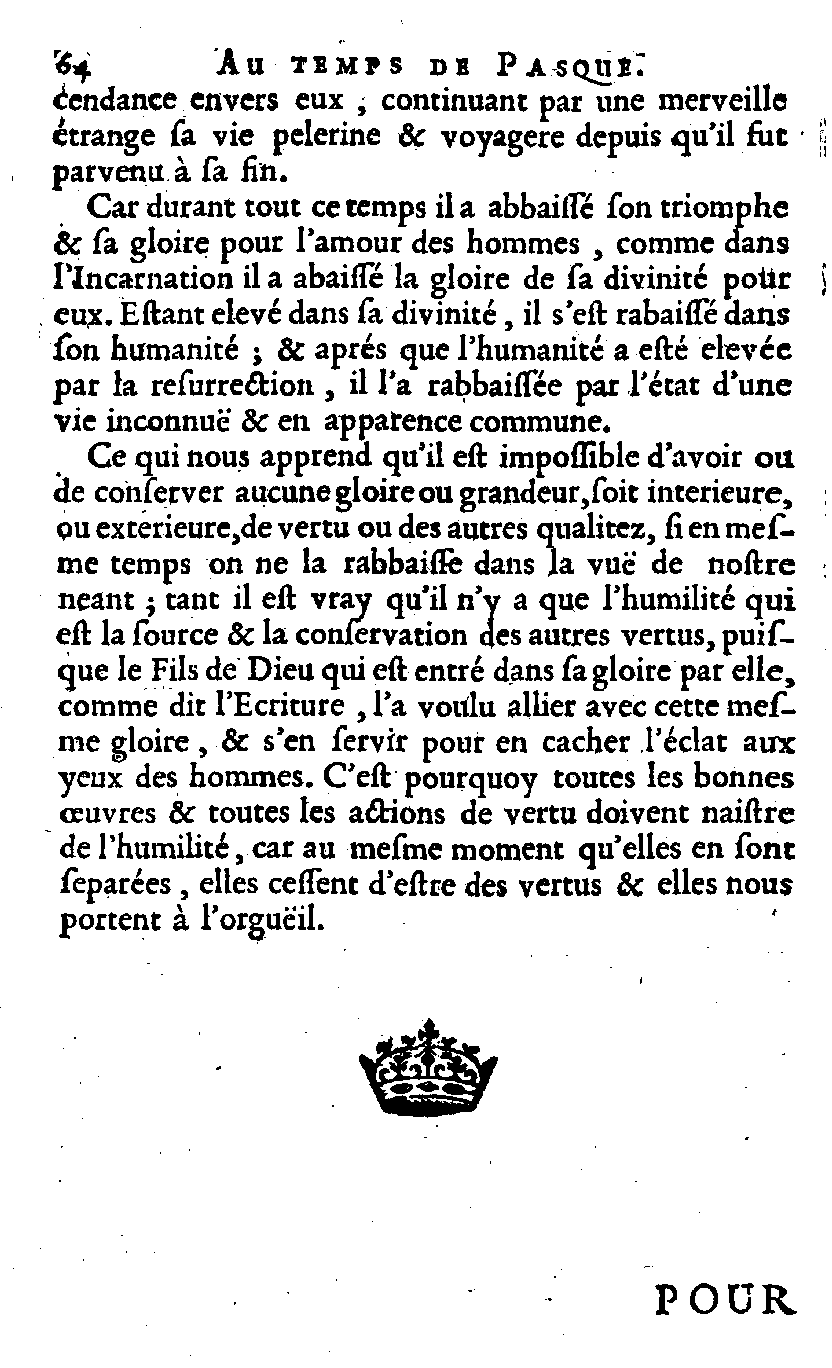 64 AU TEMPS DE PASQUE.
cendance envers eux ; continuant par une merveille
étrange ſa vie pelerine & voyagere depuis qu'il fut
parvenu à ſa fin.
Car durant tout ce temps il a abbaiſſé ſon triomphe
& ſa gloire pour l'amour des hommes , comme dans
l'Incarnation il a abaiſſé la gloire de ſa divinité pour
eux. Eſtant elevé dans ſa divinité , il s'eſt rabaiſſé dans
ſon humanité ; & aprés que l'humanité a eſté elevée
par la reſurrection , il l'a rabbaiſſée par l'état d'une
vie inconnuë & en apparence commune.
Ce qui nous apprend qu'il eſt impoſſible d'avoir ou
de conſerver aucune gloire ou grandeur, ſoit interieure,
ou exterieure, de vertu ou des autres qualitez, ſi en meſ-
me temps on ne la rabbaiſſe dans la vuë de noſtre
neant ; tant il eſt vray qu'il n'y a que l'humilité qui
eſt la ſource & la conſervation des autres vertus, puiſ-
que le Fils de Dieu qui eſt entré dans ſa gloire par elle,
comme dit l'Ecriture , l'a voulu allier avec cette meſ-
me gloire , & s'en ſervir pour en cacher l'éclat aux
yeux des hommes. C'eſt pourquoy toutes les bonnes
œuvres & toutes les actions de vertu doivent naiſtre
de l'humilité , car au meſme moment qu'elles en ſont
ſeparées , elles ceſſent d'eſtre des vertus & elles nous
portent à l'orguëil.
POUR